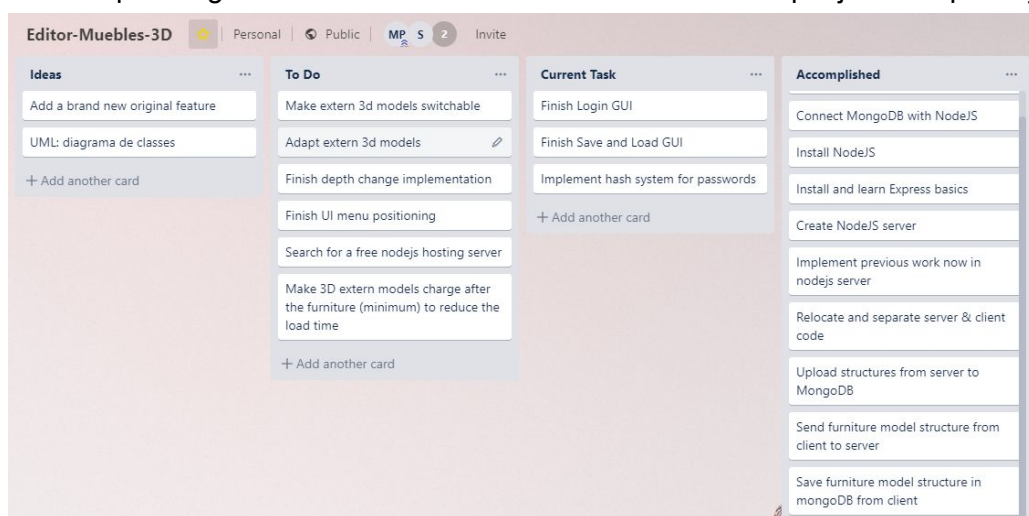 Editor-Muebles-3D Personal Public MP S 2 Invite
Ideas ...
Add a brand new original feature
UML: diagrama de classes
+ Add another card
To Do ...
Make extern 3d models switchable
Adapt extern 3d models
Finish depth change implementation
Finish UI menu positioning
Search for a free nodejs hosting server
Make 3D extern models charge after
the furniture (minimum) to reduce the
load time
+ Add another card
Current Task ...
Finish Login GUI
Finish Save and Load GUI
Implement hash system for passwords
+ Add another card
Accomplished ...
Connect MongoDB with NodeJS
Install NodeJS
Install and learn Express basics
Create NodeJS server
Implement previous work now in
nodejs server
Relocate and separate server & client
code
Upload structures from server to
MongoDB
Send furniture model structure from
client to server
Save furniture model structure in
mongoDB from client